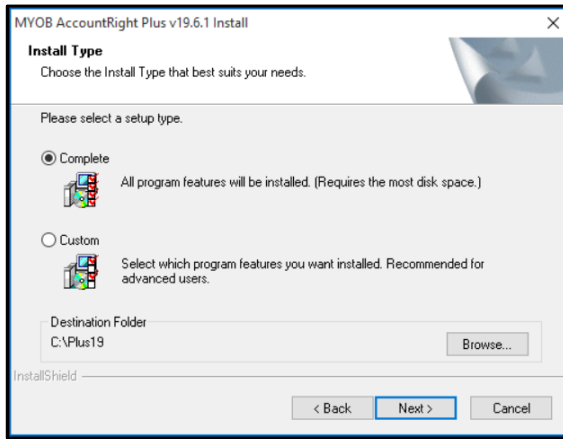 MYOB AccountRight Plus v19.6.1 Install
Install Type
Choose the Install Type that best suits your needs.
Please select a setup type.
Complete
All program features will be installed. (Requires the most disk space.)
Custom
Select which program features you want installed. Recommended for
advanced users.
Destination Folder
C:\Plus19
Browse...
InstallShield
< Back
Next >
Cancel